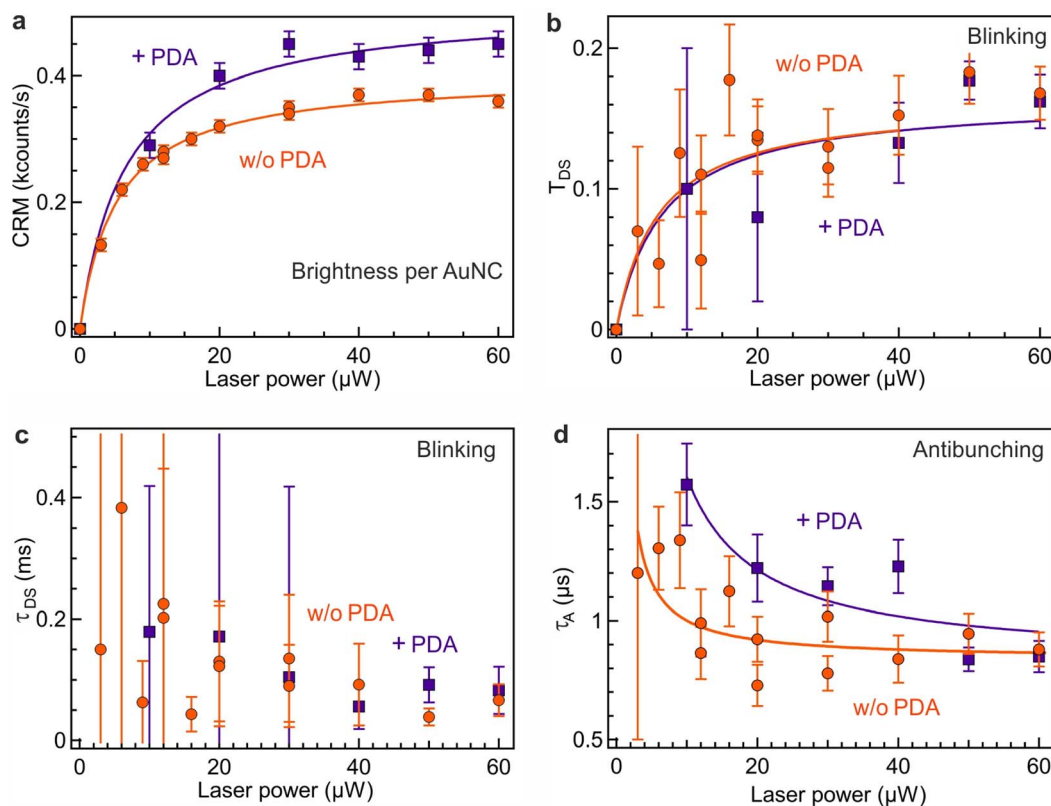 a
+ PDA
w/o PDA
Brightness per AuNC
CRM (kcounts/s)
0.4
0.2
0
0 20 40 60
Laser power (µW)
b
Blinking
w/o PDA
+ PDA
T_DS
0.2
0.1
0
0 20 40 60
Laser power (µW)
c
Blinking
w/o PDA
+ PDA
τ_DS (ms)
0.4
0.2
0
0 20 40 60
Laser power (µW)
d
Antibunching
+ PDA
w/o PDA
τ_A (µs)
1.5
1
0.5
0 20 40 60
Laser power (µW)